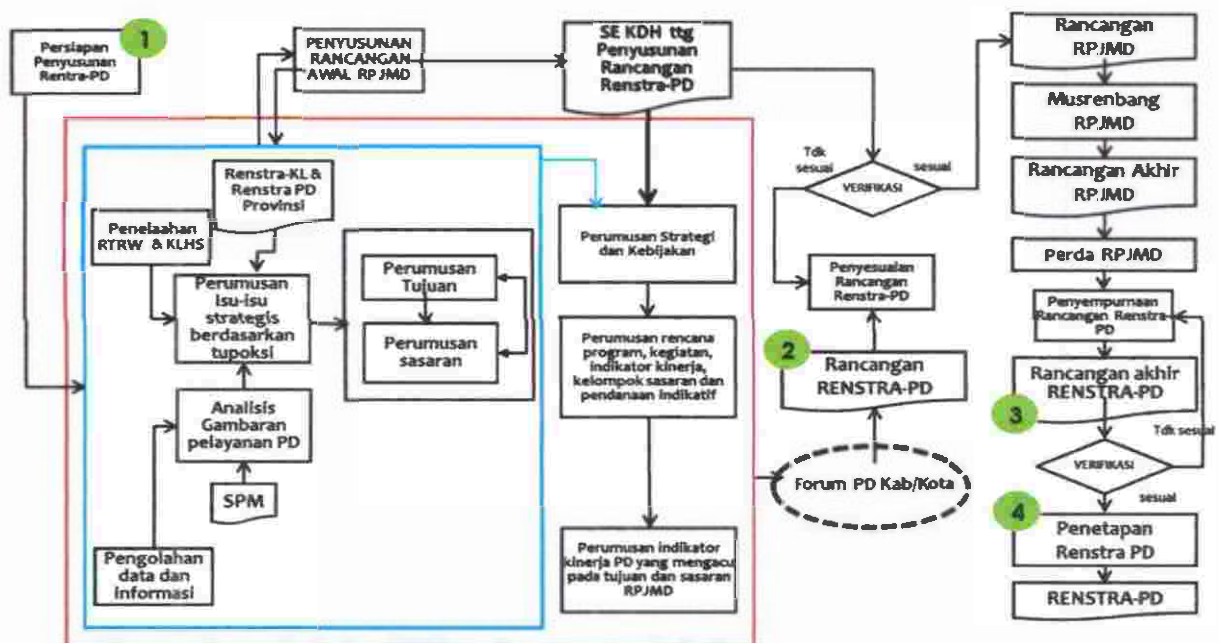 1
Persiapan
Penyusunan
Rentra-PD
PENYUSUNAN
RANCANGAN
AWAL RPJMD
SE KDH ttg
Penyusunan
Rancangan
Renstra-PD
Renstra-KL &
Renstra PD
Provinsi
Penelaahan
RTRW & KLHS
Perumusan
Isu-isu
strategis
berdasarkan
tupoksi
Perumusan
Tujuan
Perumusan
sasaran
Analisis
Gambaran
pelayanan PD
SPM
Pengolahan
data dan
informasi
Perumusan Strategi
dan Kebijakan
Perumusan rencana
program, kegiatan,
indikator kinerja,
kelompok sasaran dan
pendanaan indikatif
Perumusan indikator
kinerja PD yang mengacu
pada tujuan dan sasaran
RPJMD
Tdk
sesuai
VERIFIKASI
sesuai
Penyesuaian
Rancangan
Renstra-PD
2
Rancangan
RENSTRA-PD
Forum PD Kab/Kota
Rancangan
RPJMD
Musrenbang
RPJMD
Rancangan Akhir
RPJMD
Perda RPJMD
Penyempurnaan
Rancangan Renstra-
PD
Rancangan akhir
RENSTRA-PD
3
Tdk sesuai
VERIFIKASI
sesuai
4
Penetapan
Renstra PD
RENSTRA-PD